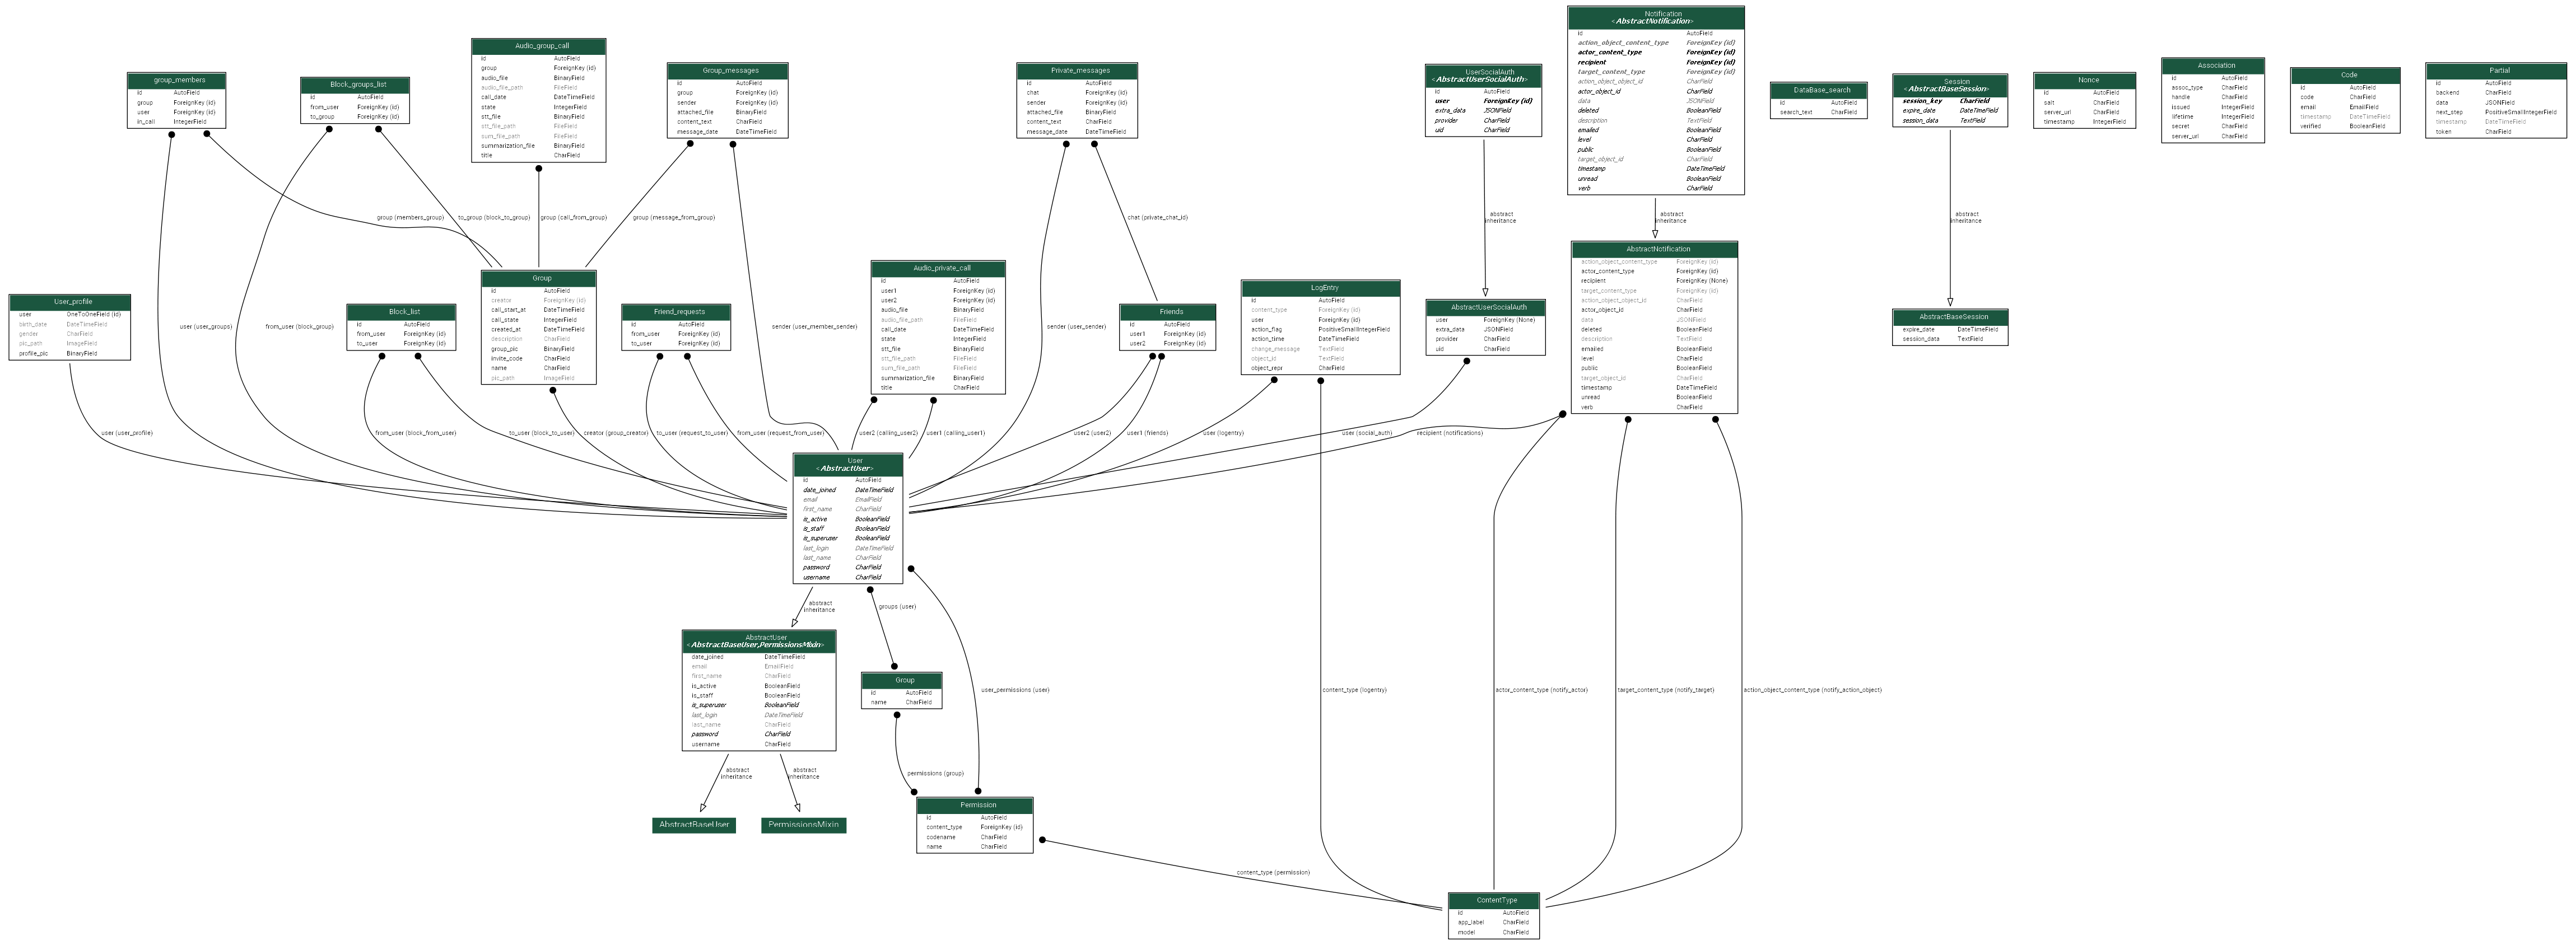 Notification
<AbstractNotification>
id AutoField
action_object_content_type ForeignKey (id)
actor_content_type ForeignKey (id)
recipient ForeignKey (id)
target_content_type ForeignKey (id)
action_object_object_id CharField
actor_object_id CharField
data JSONField
deleted BooleanField
description TextField
emailed BooleanField
level CharField
public BooleanField
target_object_id CharField
timestamp DateTimeField
unread BooleanField
verb CharField
Audio_group_call
id AutoField
group ForeignKey (id)
audio_file BinaryField
audio_file_path FileField
call_date DateTimeField
state IntegerField
stt_file BinaryField
stt_file_path FileField
sum_file_path FileField
summarization_file BinaryField
title CharField
group_members
id AutoField
group ForeignKey (id)
user ForeignKey (id)
in_call IntegerField
Block_groups_list
id AutoField
from_user ForeignKey (id)
to_group ForeignKey (id)
Group_messages
id AutoField
group ForeignKey (id)
sender ForeignKey (id)
attached_file BinaryField
content_text CharField
message_date DateTimeField
Private_messages
id AutoField
chat ForeignKey (id)
sender ForeignKey (id)
attached_file BinaryField
content_text CharField
message_date DateTimeField
UserSocialAuth
<AbstractUserSocialAuth>
id AutoField
user ForeignKey (id)
extra_data JSONField
provider CharField
uid CharField
DataBase_search
id AutoField
search_text CharField
Session
<AbstractBaseSession>
session_key CharField
expire_date DateTimeField
session_data TextField
Nonce
id AutoField
salt CharField
server_url CharField
timestamp IntegerField
Association
id AutoField
assoc_type CharField
handle CharField
issued IntegerField
lifetime IntegerField
secret CharField
server_url CharField
Code
id AutoField
code CharField
email EmailField
timestamp DateTimeField
verified BooleanField
Partial
id AutoField
backend CharField
data JSONField
next_step PositiveSmallIntegerField
timestamp DateTimeField
token CharField
group (members_group)
to_group (block_to_group)
group (call_from_group)
group (message_from_group)
chat (private_chat_id)
abstract
inheritance
abstract
inheritance
abstract
inheritance
User_profile
user OneToOneField (id)
birth_date DateTimeField
gender CharField
pic_path ImageField
profile_pic BinaryField
user (user_groups)
from_user (block_group)
Block_list
id AutoField
from_user ForeignKey (id)
to_user ForeignKey (id)
Group
id AutoField
creator ForeignKey (id)
call_start_at DateTimeField
call_state IntegerField
created_at DateTimeField
description CharField
group_pic BinaryField
invite_code CharField
name CharField
pic_path ImageField
Friend_requests
id AutoField
from_user ForeignKey (id)
to_user ForeignKey (id)
sender (user_member_sender)
Audio_private_call
id AutoField
user1 ForeignKey (id)
user2 ForeignKey (id)
audio_file BinaryField
audio_file_path FileField
call_date DateTimeField
state IntegerField
stt_file BinaryField
stt_file_path FileField
sum_file_path FileField
summarization_file BinaryField
title CharField
sender (user_sender)
Friends
id AutoField
user1 ForeignKey (id)
user2 ForeignKey (id)
LogEntry
id AutoField
content_type ForeignKey (id)
user ForeignKey (id)
action_flag PositiveSmallIntegerField
action_time DateTimeField
change_message TextField
object_id TextField
object_repr CharField
AbstractUserSocialAuth
user ForeignKey (None)
extra_data JSONField
provider CharField
uid CharField
AbstractNotification
action_object_content_type ForeignKey (id)
actor_content_type ForeignKey (id)
recipient ForeignKey (None)
target_content_type ForeignKey (id)
action_object_object_id CharField
actor_object_id CharField
data JSONField
deleted BooleanField
description TextField
emailed BooleanField
level CharField
public BooleanField
target_object_id CharField
timestamp DateTimeField
unread BooleanField
verb CharField
AbstractBaseSession
expire_date DateTimeField
session_data TextField
user (user_profile)
from_user (block_from_user)
to_user (block_to_user)
creator (group_creator)
to_user (request_to_user)
from_user (request_from_user)
user2 (calling_user2)
user1 (calling_user1)
user2 (user2)
user1 (friends)
user (logentry)
user (social_auth)
recipient (notifications)
User
<AbstractUser>
id AutoField
date_joined DateTimeField
email EmailField
first_name CharField
is_active BooleanField
is_staff BooleanField
is_superuser BooleanField
last_login DateTimeField
last_name CharField
password CharField
username CharField
abstract
inheritance
groups (user)
AbstractUser
<AbstractBaseUser,PermissionsMixin>
date_joined DateTimeField
email EmailField
first_name CharField
is_active BooleanField
is_staff BooleanField
is_superuser BooleanField
last_login DateTimeField
last_name CharField
password CharField
username CharField
Group
id AutoField
name CharField
user_permissions (user)
content_type (logentry)
actor_content_type (notify_actor)
target_content_type (notify_target)
action_object_content_type (notify_action_object)
abstract
inheritance
abstract
inheritance
permissions (group)
AbstractBaseUser
PermissionsMixin
Permission
id AutoField
content_type ForeignKey (id)
codename CharField
name CharField
content_type (permission)
ContentType
id AutoField
app_label CharField
model CharField